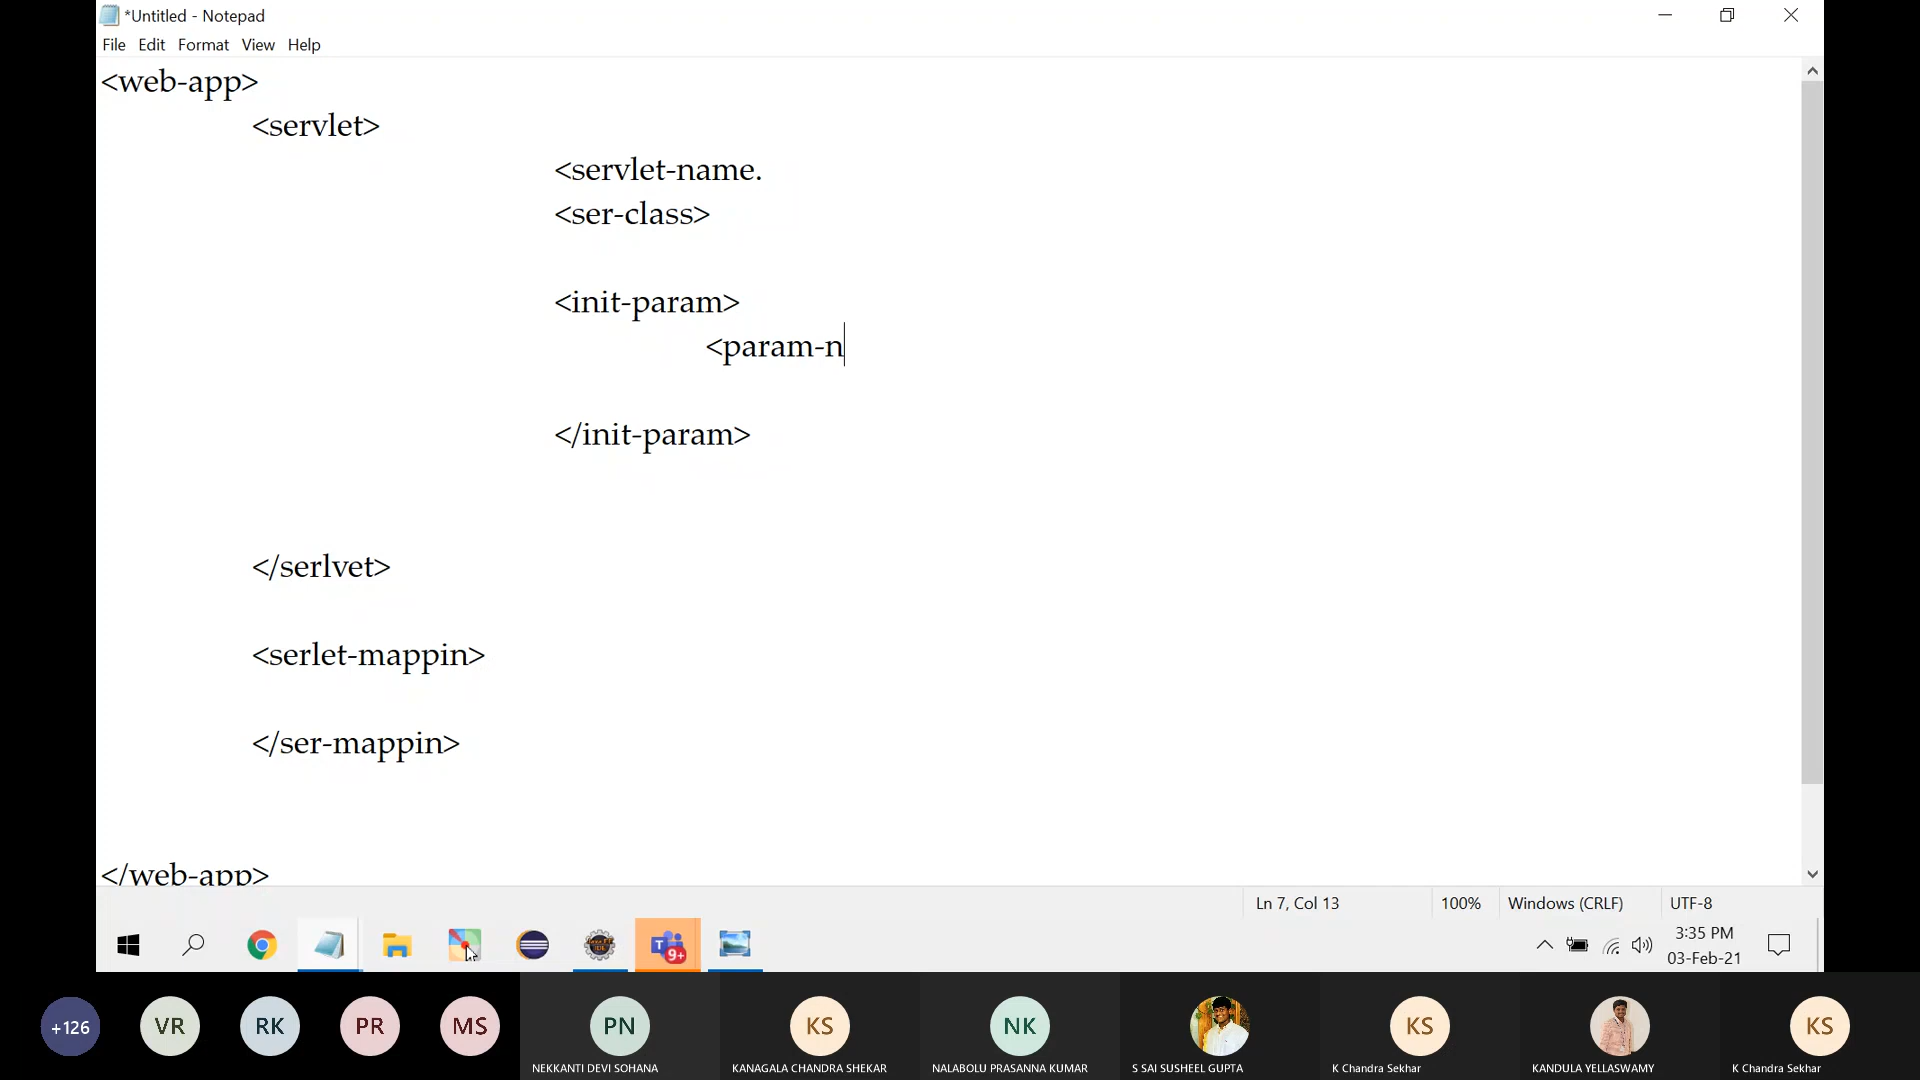 *Untitled - Notepad
File Edit Format View Help
<web-app>
<servlet>
<servlet-name.
<ser-class>
<init-param>
<param-n
</init-param>
</serlvet>
<serlet-mappin>
</ser-mappin>
</web-app>
Ln 7, Col 13 100% Windows (CRLF) UTF-8
9+
3:35 PM
03-Feb-21
+126 VR RK PR MS PN KS NK KS KS
NEKKANTI DEVI SOHANA KANAGALA CHANDRA SHEKAR NALABOLU PRASANNA KUMAR S SAI SUSHEEL GUPTA K Chandra Sekhar KANDULA YELLASWAMY K Chandra Sekhar